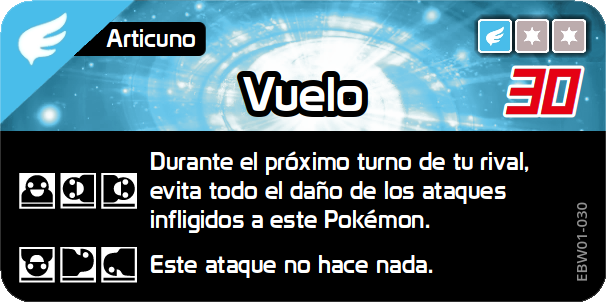 Articuno
Vuelo
30
Durante el próximo turno de tu rival,
evita todo el daño de los ataques
infligidos a este Pokémon.
Este ataque no hace nada.
EBW01-030